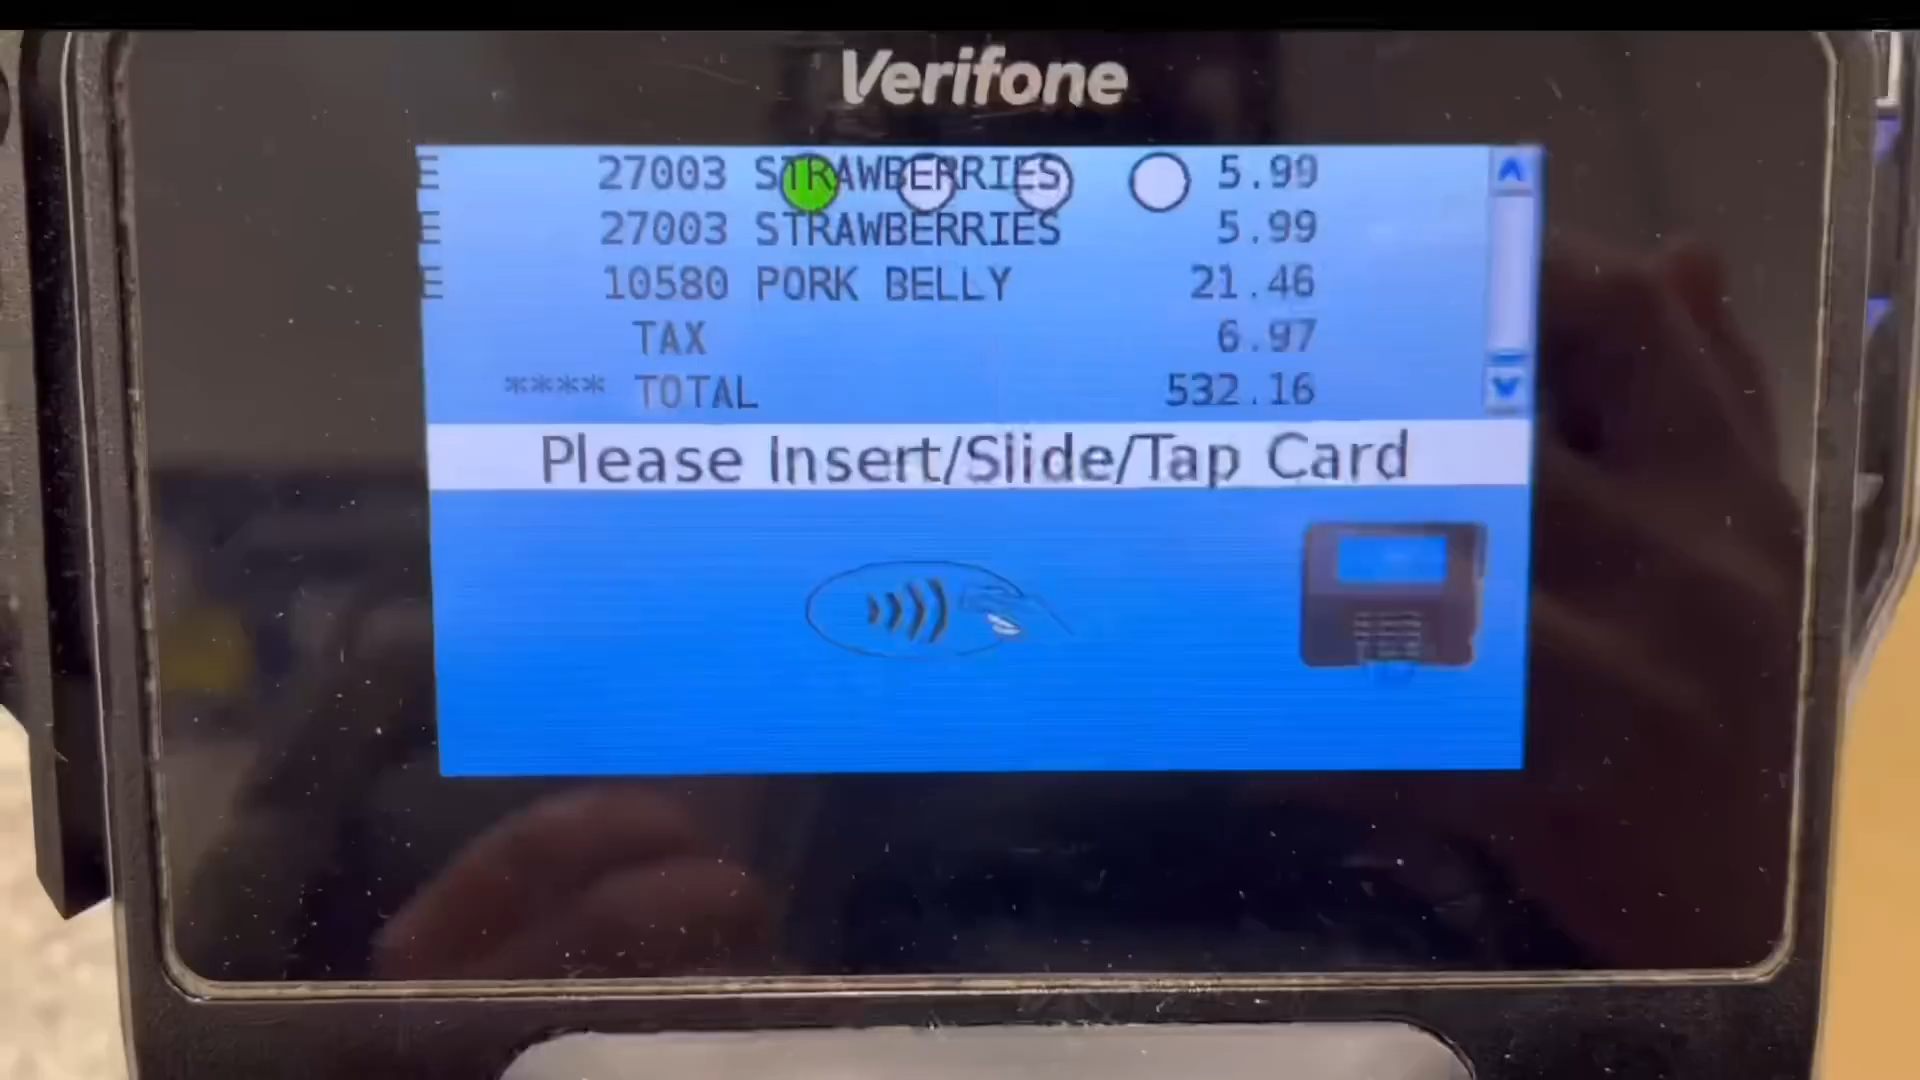 Verifone
E 27003 STRAWBERRIES 5.99
E 27003 STRAWBERRIES 5.99
E 10580 PORK BELLY 21.46
TAX 6.97
**** TOTAL 532.16
Please Insert/Slide/Tap Card